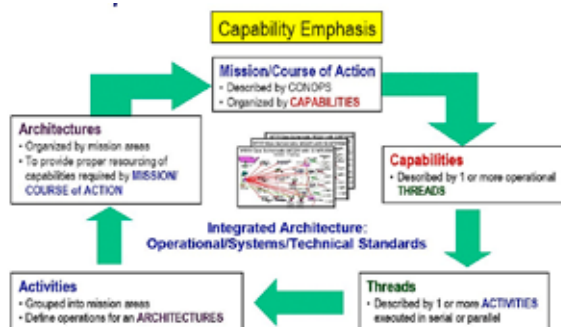 Capability Emphasis
Mission/Course of Action
• Described by CONOPS
• Organized by CAPABILITIES
Architectures
• Organized by mission areas
• To provide proper resourcing of
capabilities required by MISSION/
COURSE of ACTION
Capabilities
• Described by 1 or more operational
THREADS
Integrated Architecture:
Operational/Systems/Technical Standards
Activities
• Grouped into mission areas
• Define operations for an ARCHITECTURES
Threads
• Described by 1 or more ACTIVITIES
executed in serial or parallel